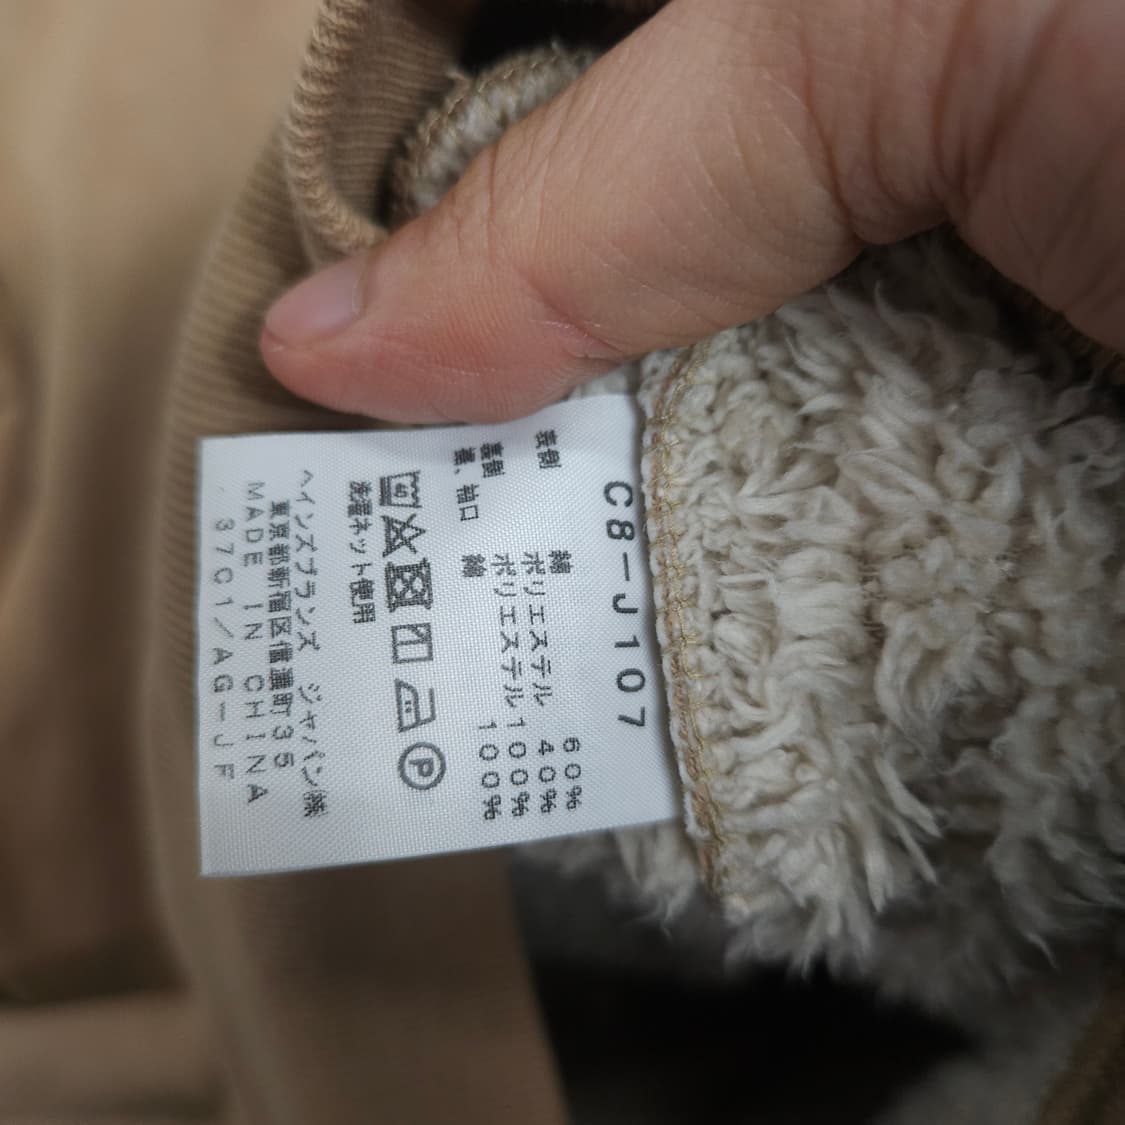 C8-J107
表側 綿 60%
ポリエステル 40%
裏側 ポリエステル 100%
裾、袖口 綿 100%
P
洗濯ネット使用
ヘインズブランズ ジャパン㈱
東京都新宿区信濃町35
MADE IN CHINA
3701/AG-JF